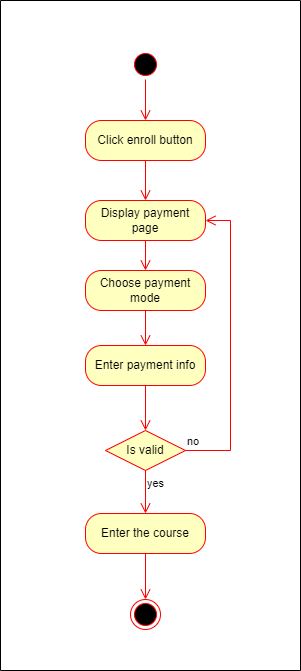 Click enroll button
Display payment
page
Choose payment
mode
Enter payment info
Is valid
no
yes
Enter the course